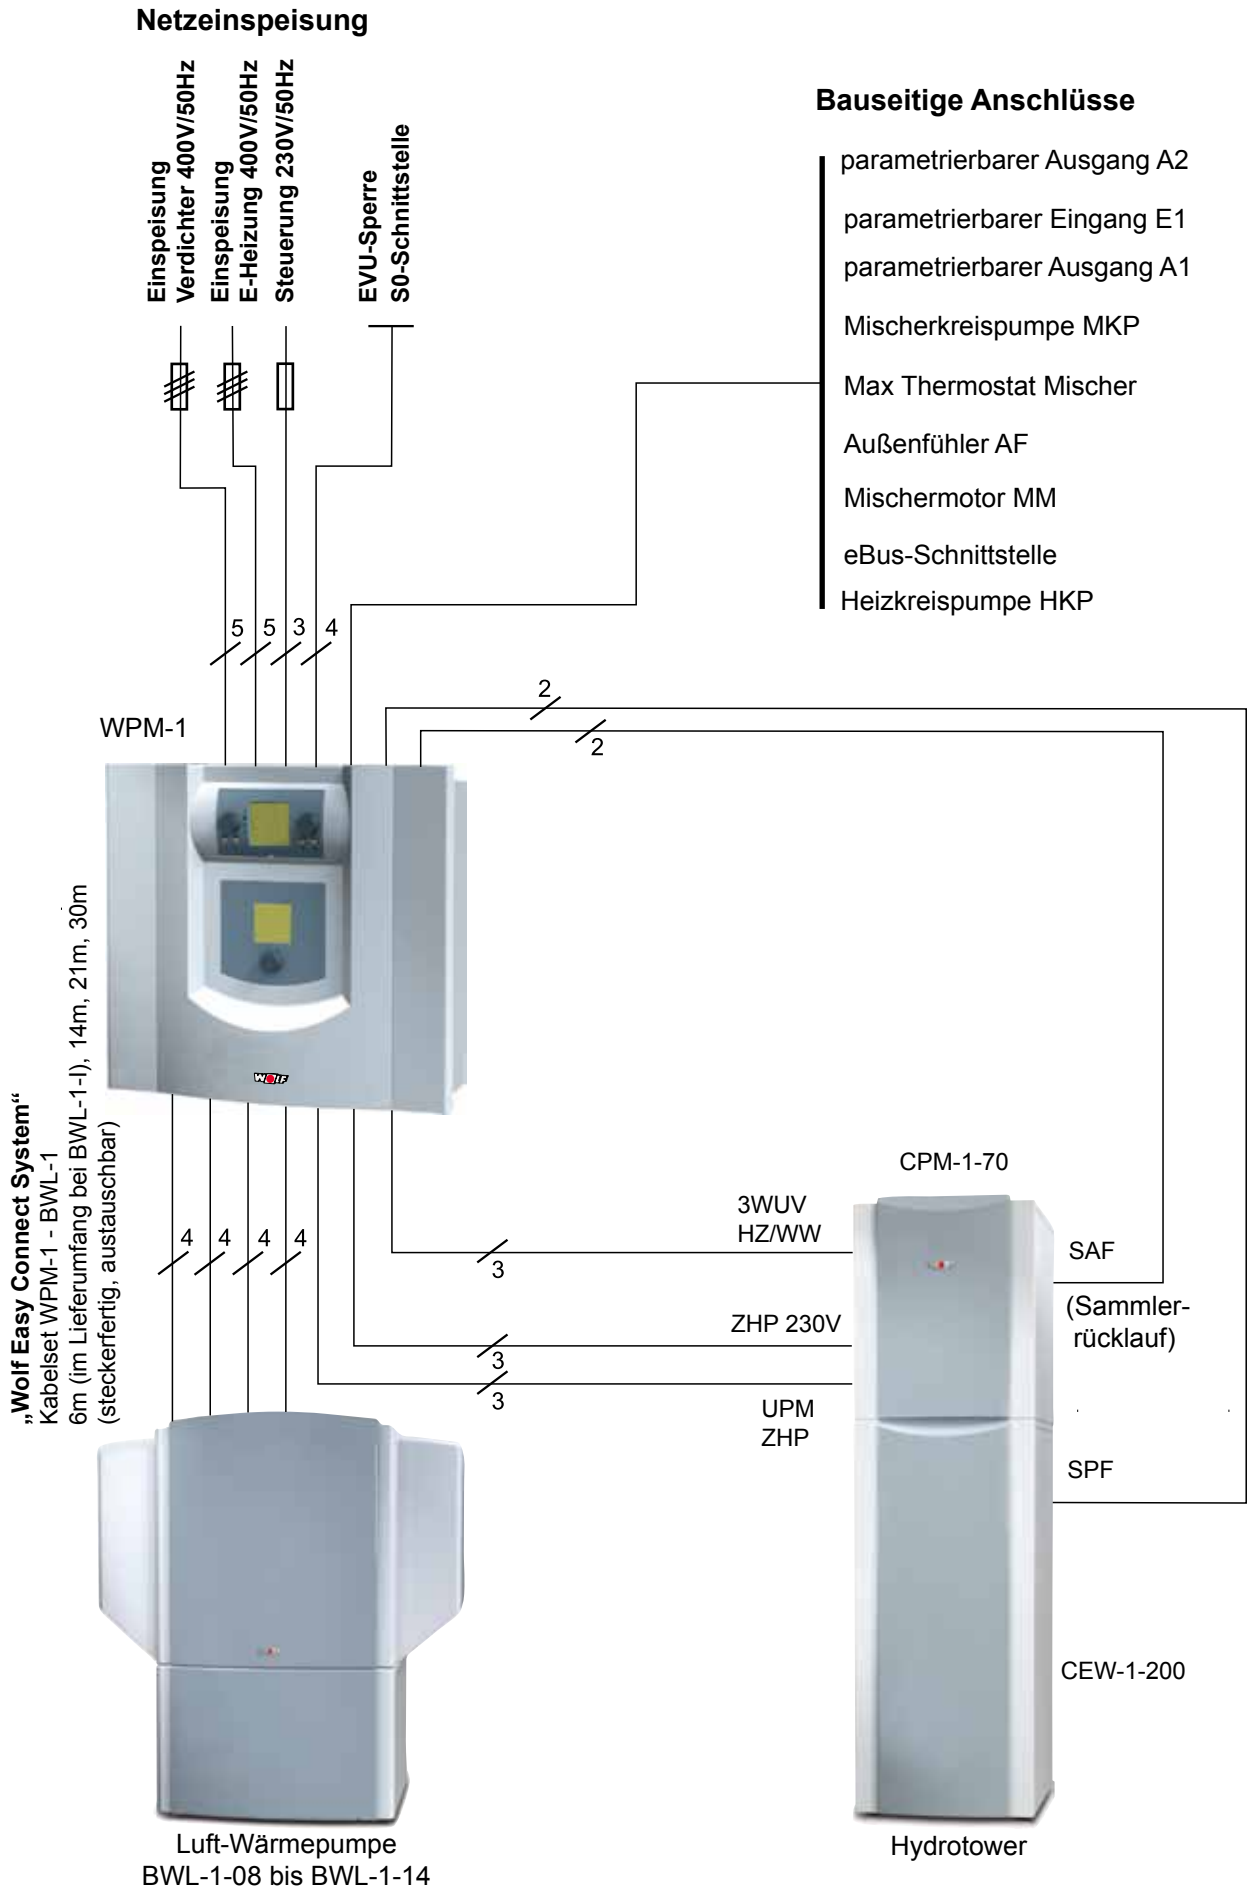 Netzeinspeisung
Einspeisung
Verdichter 400V/50Hz
Einspeisung
E-Heizung 400V/50Hz
Steuerung 230V/50Hz
EVU-Sperre
S0-Schnittstelle
Bauseitige Anschlüsse
parametrierbarer Ausgang A2
parametrierbarer Eingang E1
parametrierbarer Ausgang A1
Mischerkreispumpe MKP
Max Thermostat Mischer
Außenfühler AF
Mischermotor MM
eBus-Schnittstelle
Heizkreispumpe HKP
5
5
3
4
2
2
WPM-1
WOLF
„Wolf Easy Connect System“
Kabelset WPM-1 - BWL-1
6m (im Lieferumfang bei BWL-1-I), 14m, 21m, 30m
(steckerfertig, austauschbar)
4
4
4
4
3WUV
HZ/WW
3
ZHP 230V
3
3
UPM
ZHP
CPM-1-70
SAF
(Sammler-
rücklauf)
SPF
CEW-1-200
Luft-Wärmepumpe
BWL-1-08 bis BWL-1-14
Hydrotower